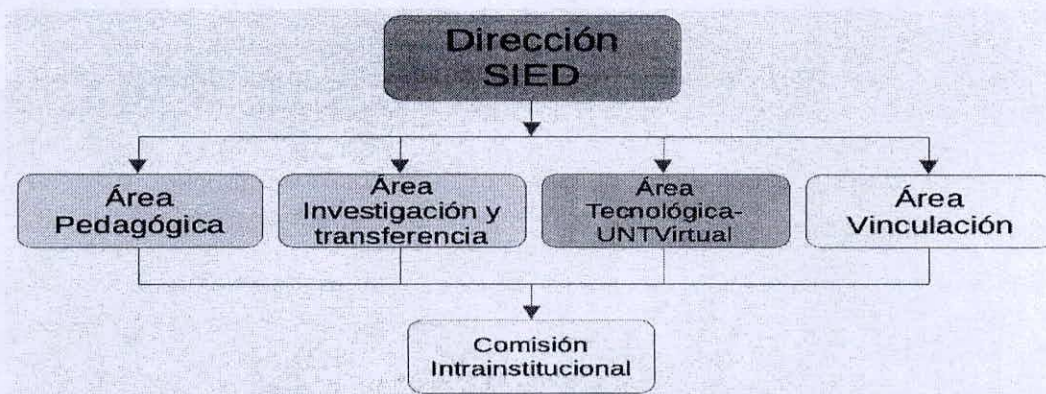 Dirección
SIED
Área
Pedagógica
Área
Investigación y
transferencia
Área
Tecnológica-
UNTVirtual
Área
Vinculación
Comisión
Intrainstitucional